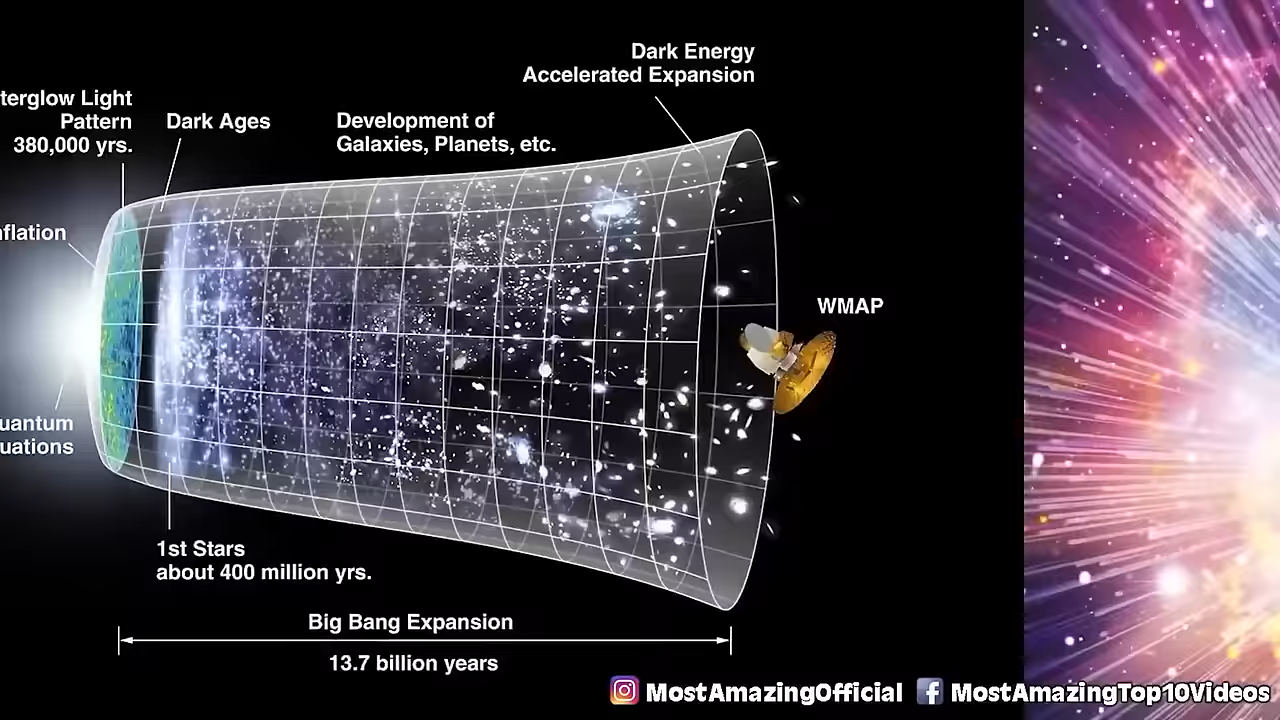 Dark Energy
Accelerated Expansion
terglow Light
Pattern
380,000 yrs.
Dark Ages
Development of
Galaxies, Planets, etc.
nflation
WMAP
uantum
uations
1st Stars
about 400 million yrs.
Big Bang Expansion
13.7 billion years
MostAmazingOfficial
MostAmazingTop10Videos